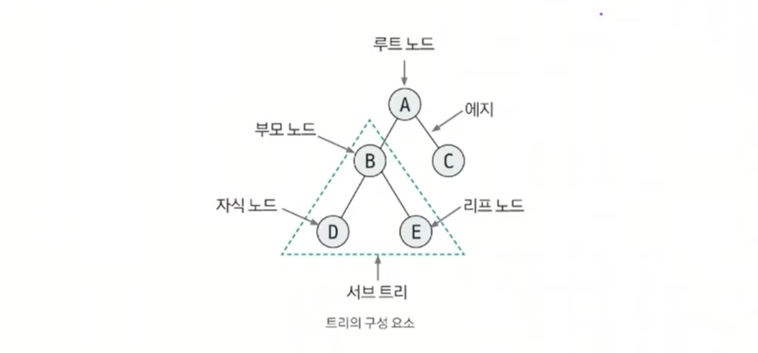 루트 노드
A
에지
부모 노드
B
C
자식 노드
리프 노드
D
E
서브 트리
트리의 구성 요소